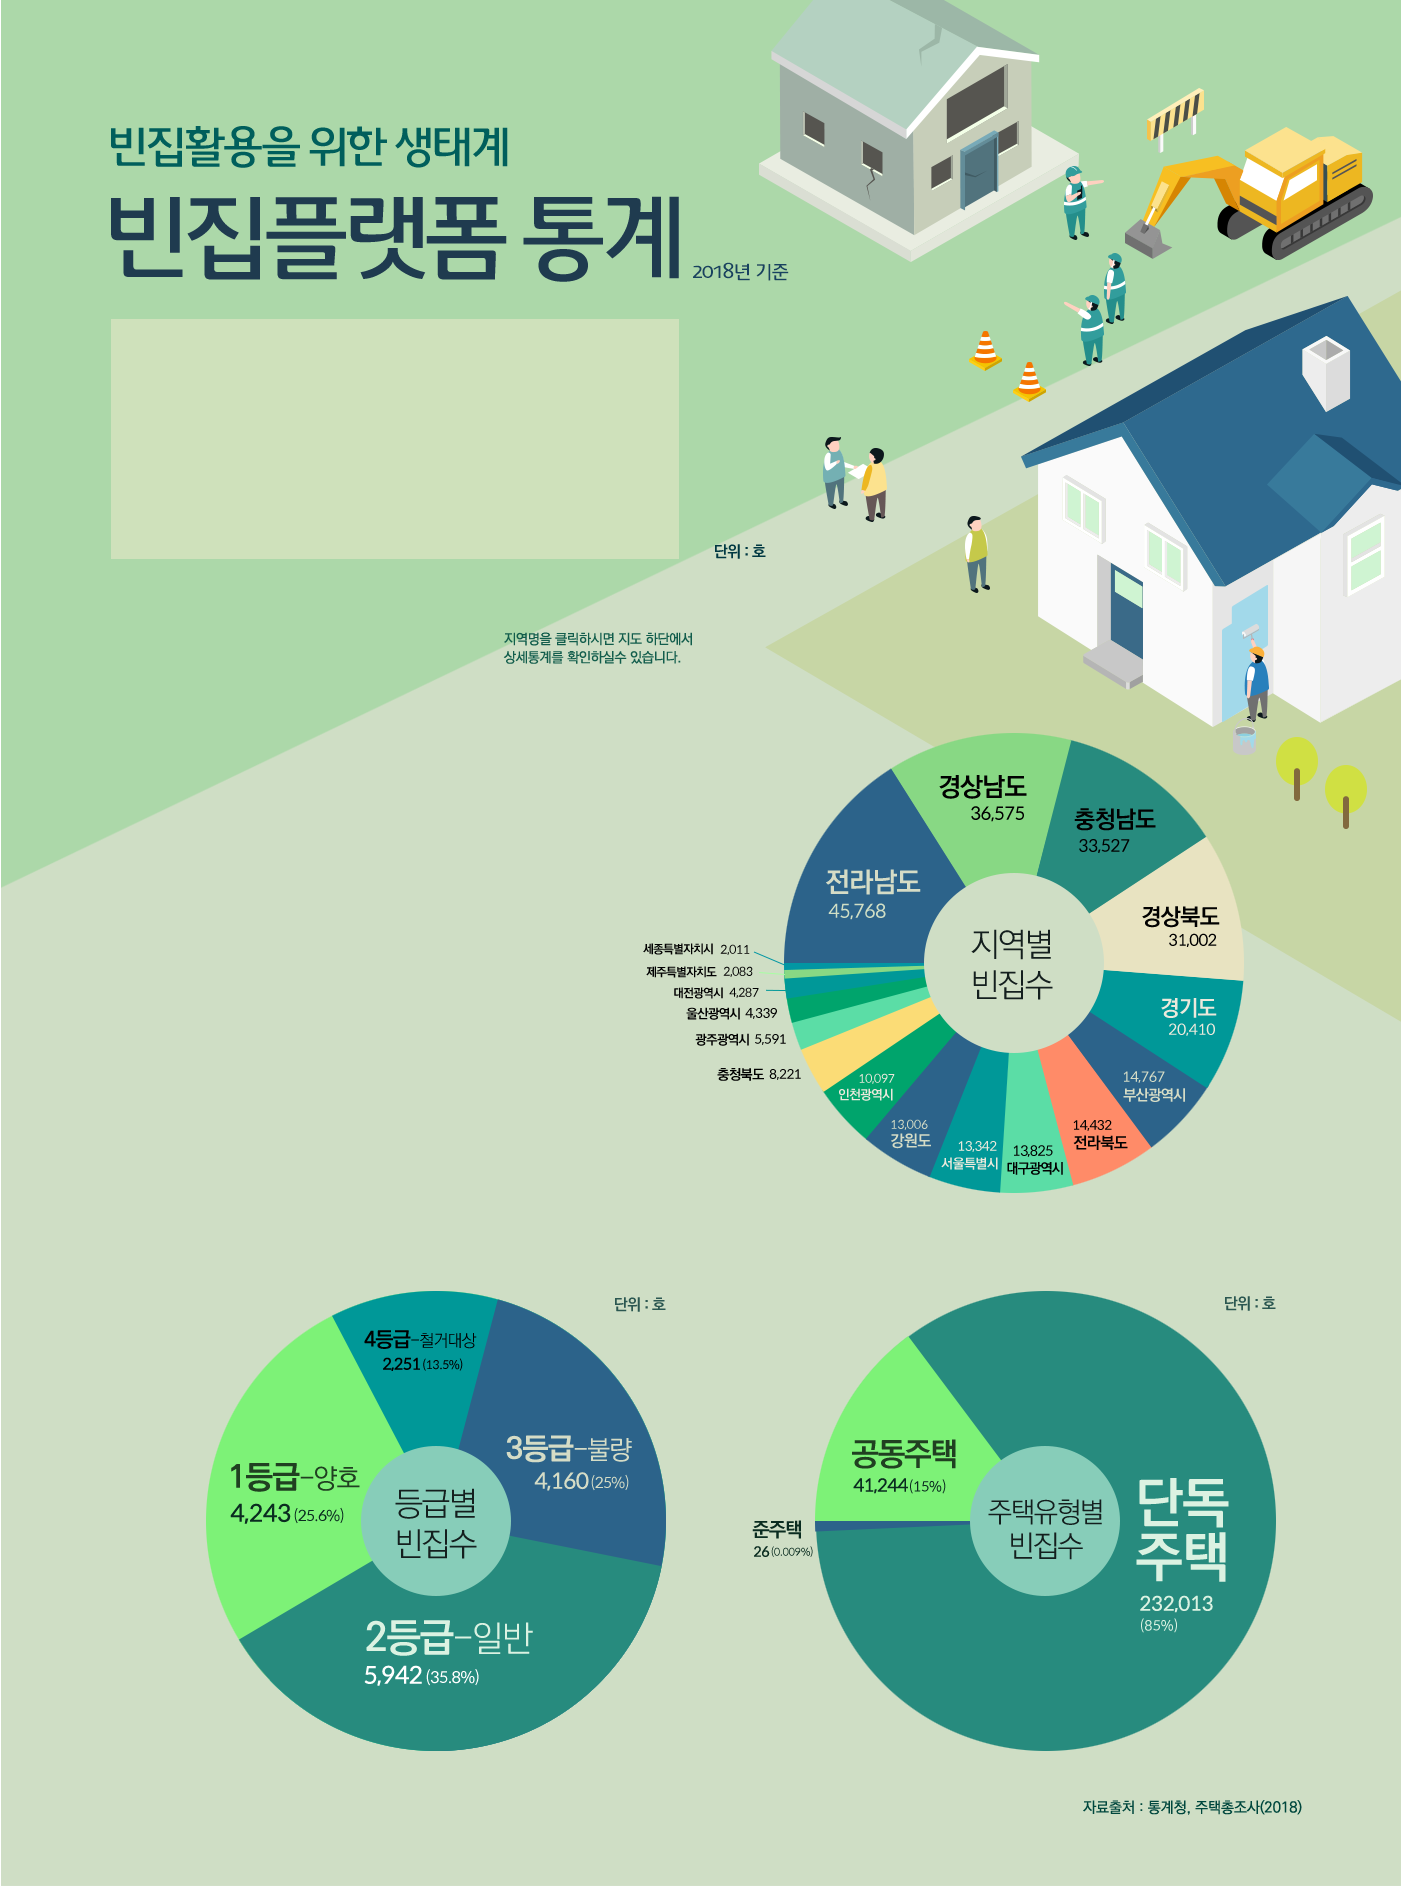 빈집활용을 위한 생태계
빈집플랫폼 통계 2018년 기준
단위 : 호
지역명을 클릭하시면 지도 하단에서
상세통계를 확인하실수 있습니다.
지역별
빈집수
경상남도
36,575
충청남도
33,527
경상북도
31,002
경기도
20,410
14,767
부산광역시
14,432
전라북도
13,825
대구광역시
13,342
서울특별시
13,006
강원도
10,097
인천광역시
충청북도 8,221
광주광역시 5,591
울산광역시 4,339
대전광역시 4,287
제주특별자치도 2,083
세종특별자치시 2,011
전라남도
45,768
단위 : 호
등급별
빈집수
4등급-철거대상
2,251 (13.5%)
3등급-불량
4,160 (25%)
1등급-양호
4,243 (25.6%)
2등급-일반
5,942 (35.8%)
단위 : 호
주택유형별
빈집수
공동주택
41,244 (15%)
준주택
26 (0.009%)
단독
주택
232,013
(85%)
자료출처 : 통계청, 주택총조사(2018)